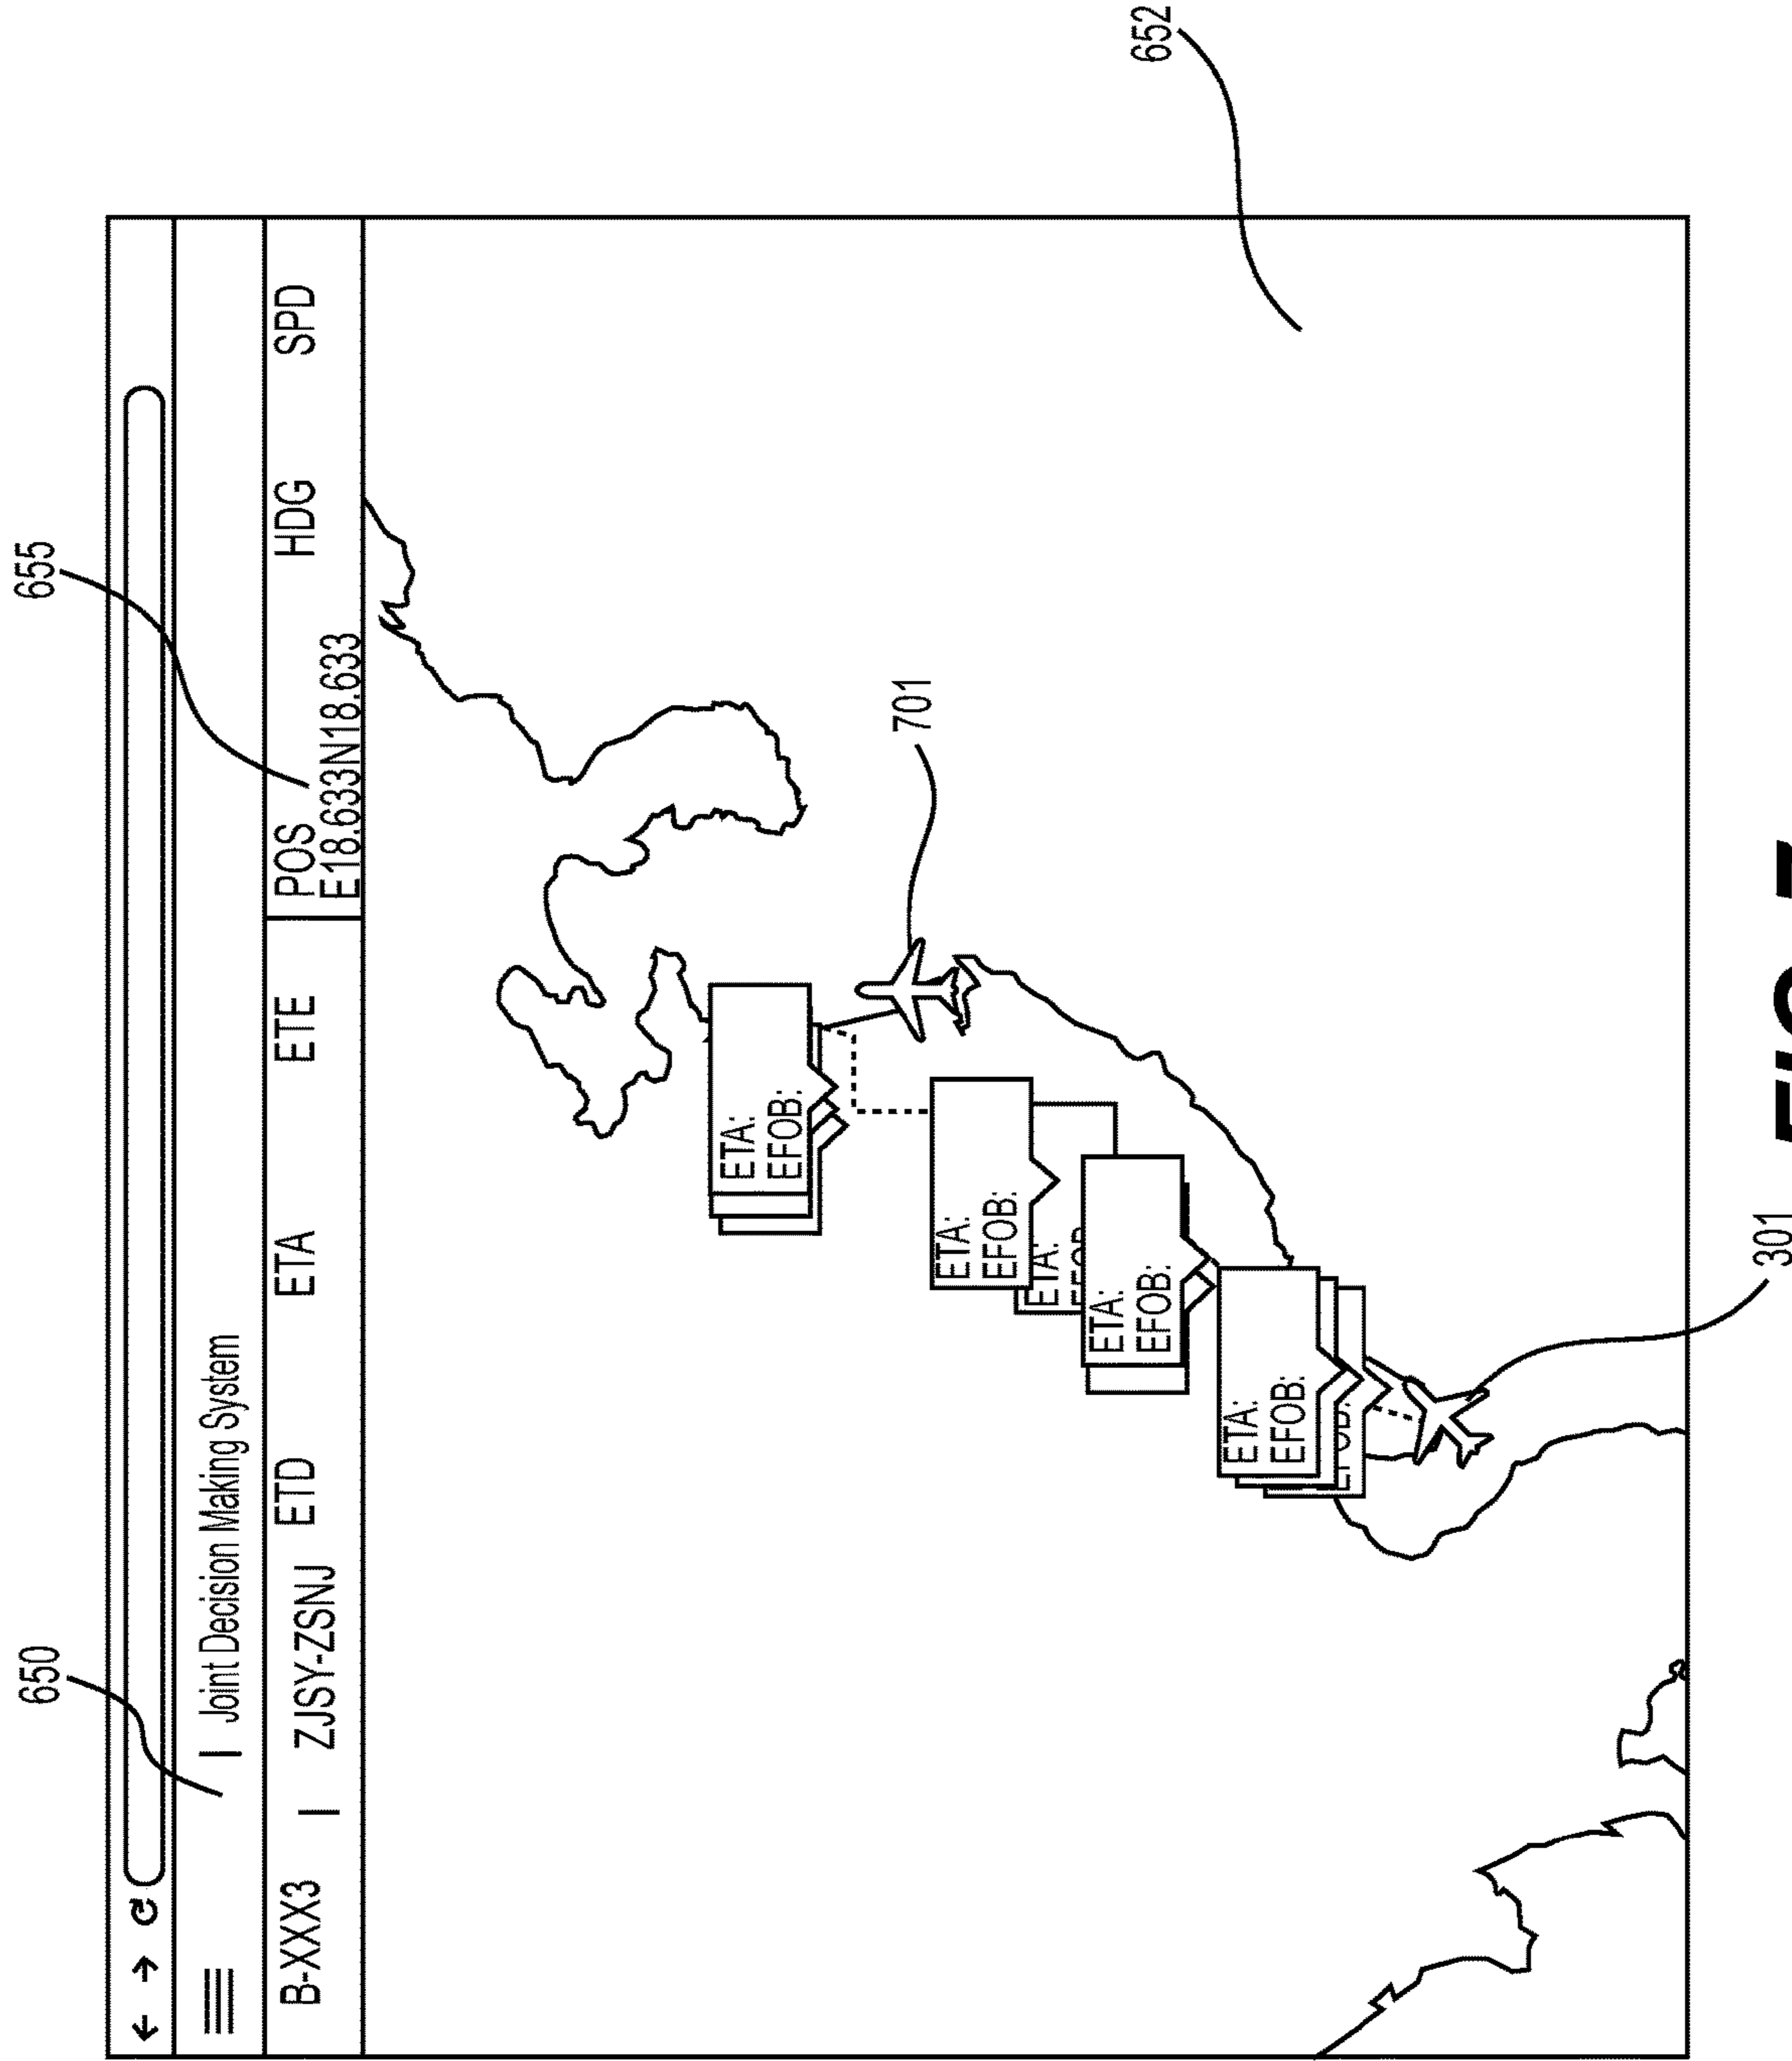 650
655
652
| Joint Decision Making System
B-XXX3 | ZJSY-ZSNJ ETD ETA ETE POS HDG SPD
E18.633N18.633
ETA:
EFOB:
701
ETA:
EFOB:
ETA:
ETA:
EFOB:
ETA:
EFOB:
EFOB:
301